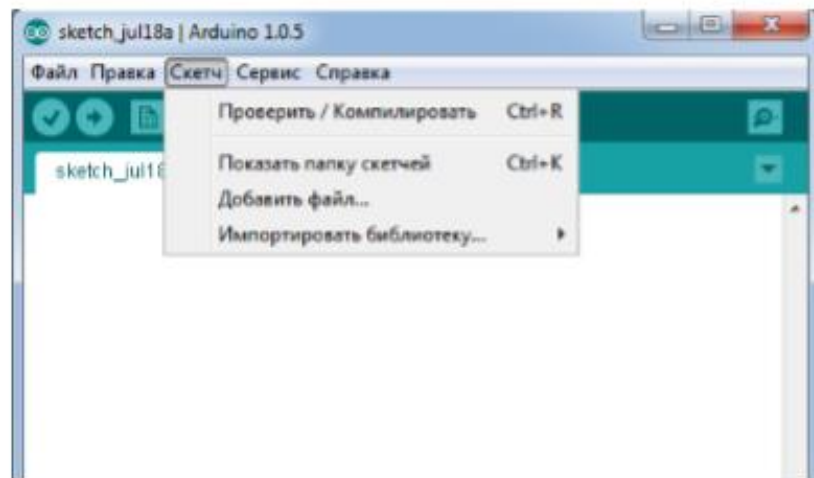 sketch_jul18a | Arduino 1.0.5
Файл Правка Скетч Сервис Справка
Проверить / Компилировать Ctrl+R
sketch_jul18
Показать папку скетчей Ctrl+K
Добавить файл...
Импортировать библиотеку...